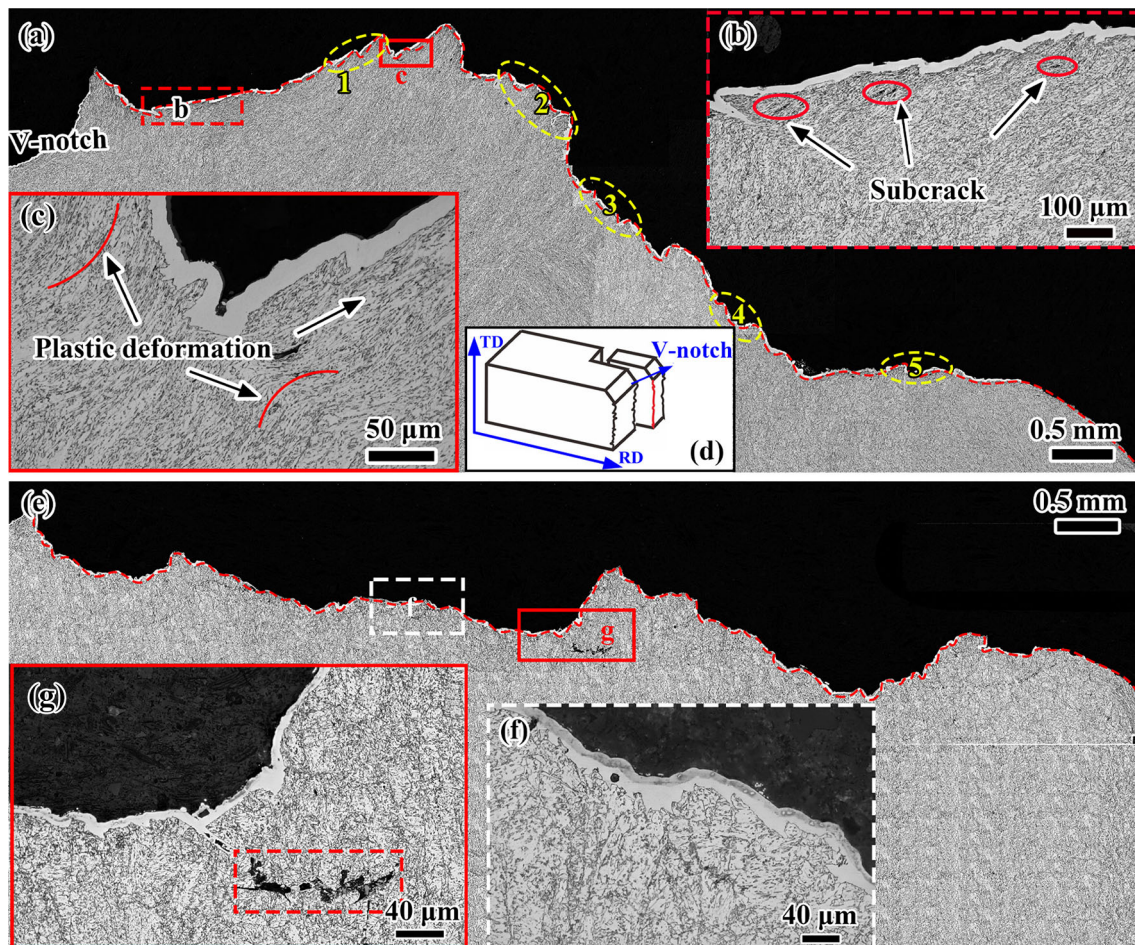 (a)
1
c
b
2
3
4
5
V-notch
0.5 mm
(b)
Subcrack
100 μm
(c)
Plastic deformation
50 μm
TD
V-notch
RD
(d)
(e)
0.5 mm
f
g
(g)
40 μm
(f)
40 μm